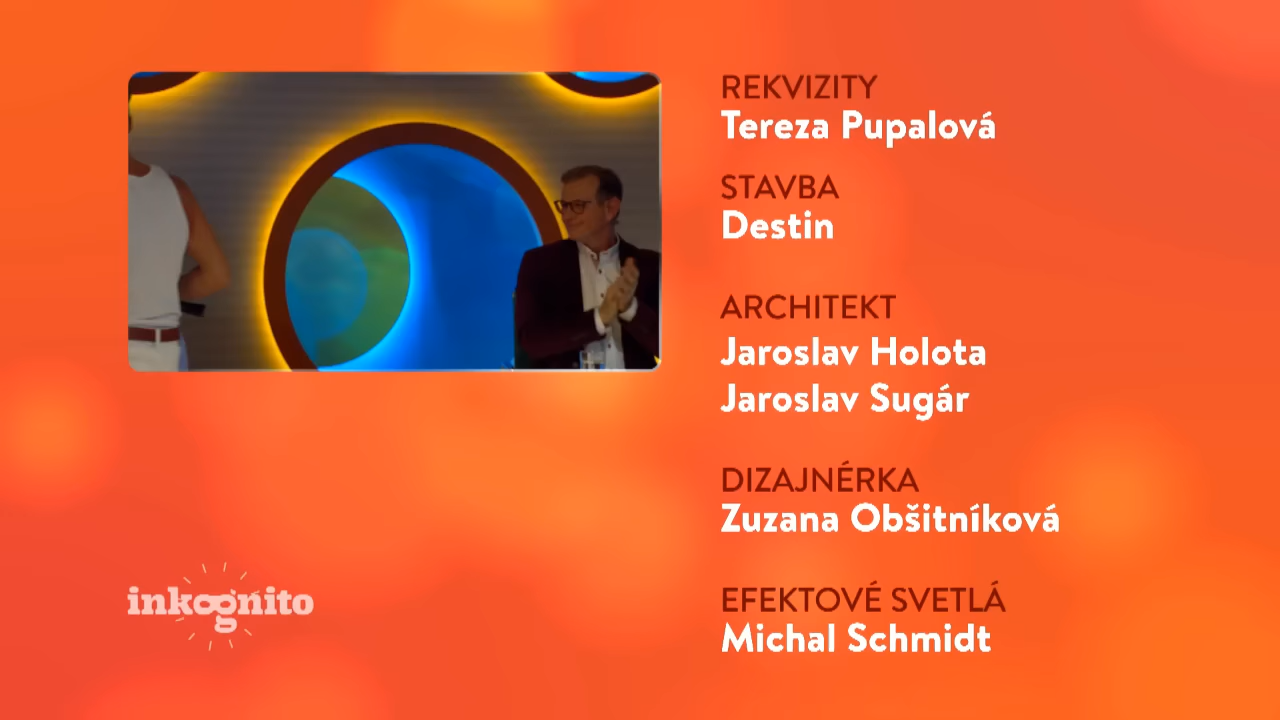 REKVIZITY
Tereza Pupalová
STAVBA
Destin
ARCHITEKT
Jaroslav Holota
Jaroslav Sugár
DIZAJNÉRKA
Zuzana Obšitníková
EFEKTOVÉ SVETLÁ
Michal Schmidt
inkognito